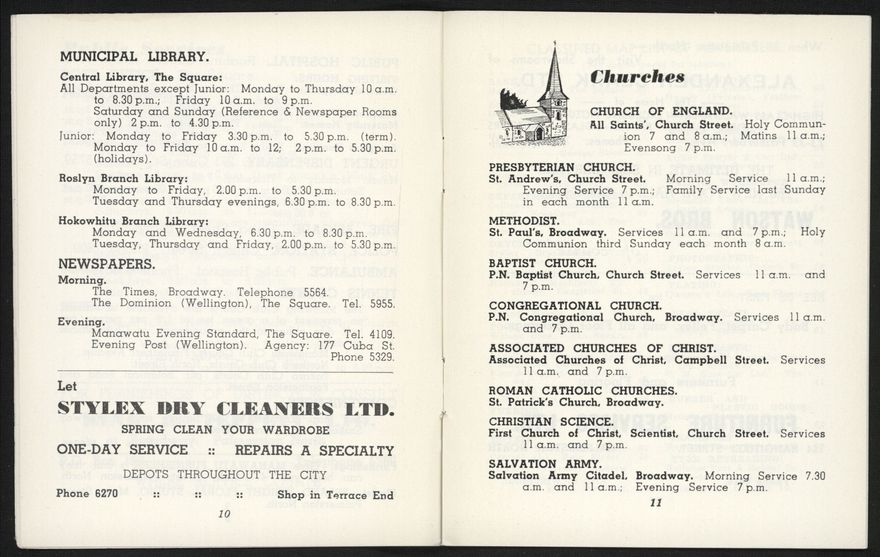 MUNICIPAL LIBRARY.
Central Library, The Square:
All Departments except Junior: Monday to Thursday 10 a.m.
to 8.30 p.m.; Friday 10 a.m. to 9 p.m.
Saturday and Sunday (Reference & Newspaper Rooms
only) 2 p.m. to 4.30 p.m.
Junior: Monday to Friday 3.30 p.m. to 5.30 p.m. (term).
Monday to Friday 10 a.m. to 12; 2 p.m. to 5.30 p.m.
(holidays).
Roslyn Branch Library:
Monday to Friday, 2.00 p.m. to 5.30 p.m.
Tuesday and Thursday evenings, 6.30 p.m. to 8.30 p.m.
Hokowhitu Branch Library:
Monday and Wednesday, 6.30 p.m. to 8.30 p.m.
Tuesday, Thursday and Friday, 2.00 p.m. to 5.30 p.m.
NEWSPAPERS.
Morning.
The Times, Broadway. Telephone 5564.
The Dominion (Wellington), The Square. Tel. 5955.
Evening.
Manawatu Evening Standard, The Square. Tel. 4109.
Evening Post (Wellington). Agency: 177 Cuba St.
Phone 5329.
Let
STYLEX DRY CLEANERS LTD.
SPRING CLEAN YOUR WARDROBE
ONE-DAY SERVICE :: REPAIRS A SPECIALTY
DEPOTS THROUGHOUT THE CITY
Phone 6270 :: :: :: Shop in Terrace End
10
Churches
CHURCH OF ENGLAND.
All Saints', Church Street. Holy Commun-
ion 7 and 8 a.m.; Matins 11 a.m.;
Evensong 7 p.m.
PRESBYTERIAN CHURCH.
St. Andrew's, Church Street. Morning Service 11 a.m.;
Evening Service 7 p.m.; Family Service last Sunday
in each month 11 a.m.
METHODIST.
St. Paul's, Broadway. Services 11 a.m. and 7 p.m.; Holy
Communion third Sunday each month 8 a.m.
BAPTIST CHURCH.
P.N. Baptist Church, Church Street. Services 11 a.m. and
7 p.m.
CONGREGATIONAL CHURCH.
P.N. Congregational Church, Broadway. Services 11 a.m.
and 7 p.m.
ASSOCIATED CHURCHES OF CHRIST.
Associated Churches of Christ, Campbell Street. Services
11 a.m. and 7 p.m.
ROMAN CATHOLIC CHURCHES.
St. Patrick's Church, Broadway.
CHRISTIAN SCIENCE.
First Church of Christ, Scientist, Church Street. Services
11 a.m. and 7 p.m.
SALVATION ARMY.
Salvation Army Citadel, Broadway. Morning Service 7.30
a.m. and 11 a.m.; Evening Service 7 p.m.
11